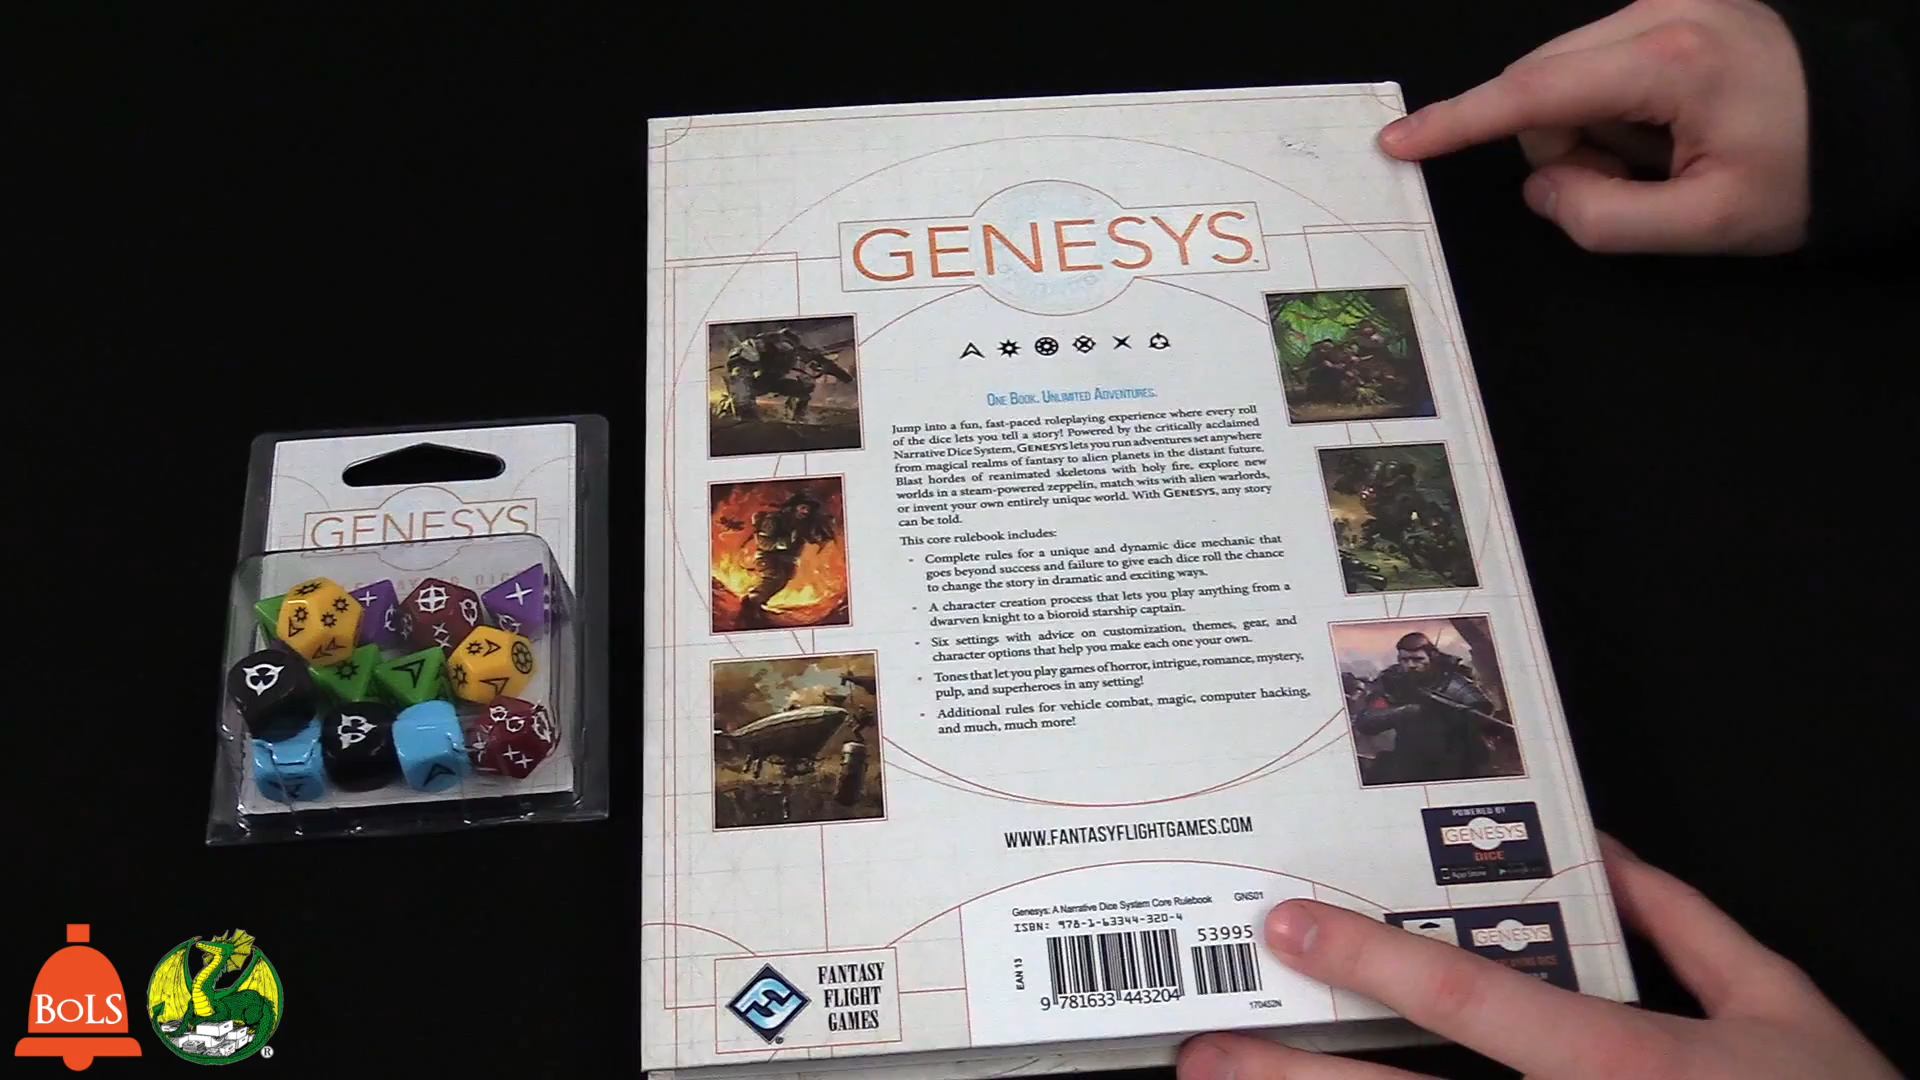 GENESYS
One Book. Unlimited Adventures.
Jump into a fun, fast-paced roleplaying experience where every roll
of the dice lets you tell a story! Powered by the critically acclaimed
Narrative Dice System, GENESYS lets you run adventures set anywhere
from magical realms of fantasy to alien planets in the distant future.
Blast hordes of reanimated skeletons with holy fire, explore new
worlds in a steam-powered zeppelin, match wits with alien warlords,
or invent your own entirely unique world. With GENESYS, any story
can be told.
This core rulebook includes:
- Complete rules for a unique and dynamic dice mechanic that
goes beyond success and failure to give each dice roll the chance
to change the story in dramatic and exciting ways.
- A character creation process that lets you play anything from a
dwarven knight to a bioroid starship captain.
- Six settings with advice on customization, themes, gear, and
character options that help you make each one your own.
- Tones that let you play games of horror, intrigue, romance, mystery,
pulp, and superheroes in any setting!
- Additional rules for vehicle combat, magic, computer hacking,
and much, much more!
WWW.FANTASYFLIGHTGAMES.COM
POWERED BY
GENESYS
DICE
App Store
Genesys: A Narrative Dice System Core Rulebook GNS01
ISBN: 978-1-63344-320-4
53995
EAN 13
9 781633 443204
FANTASY
FLIGHT
GAMES
GENESYS
GENESYS
BoLS